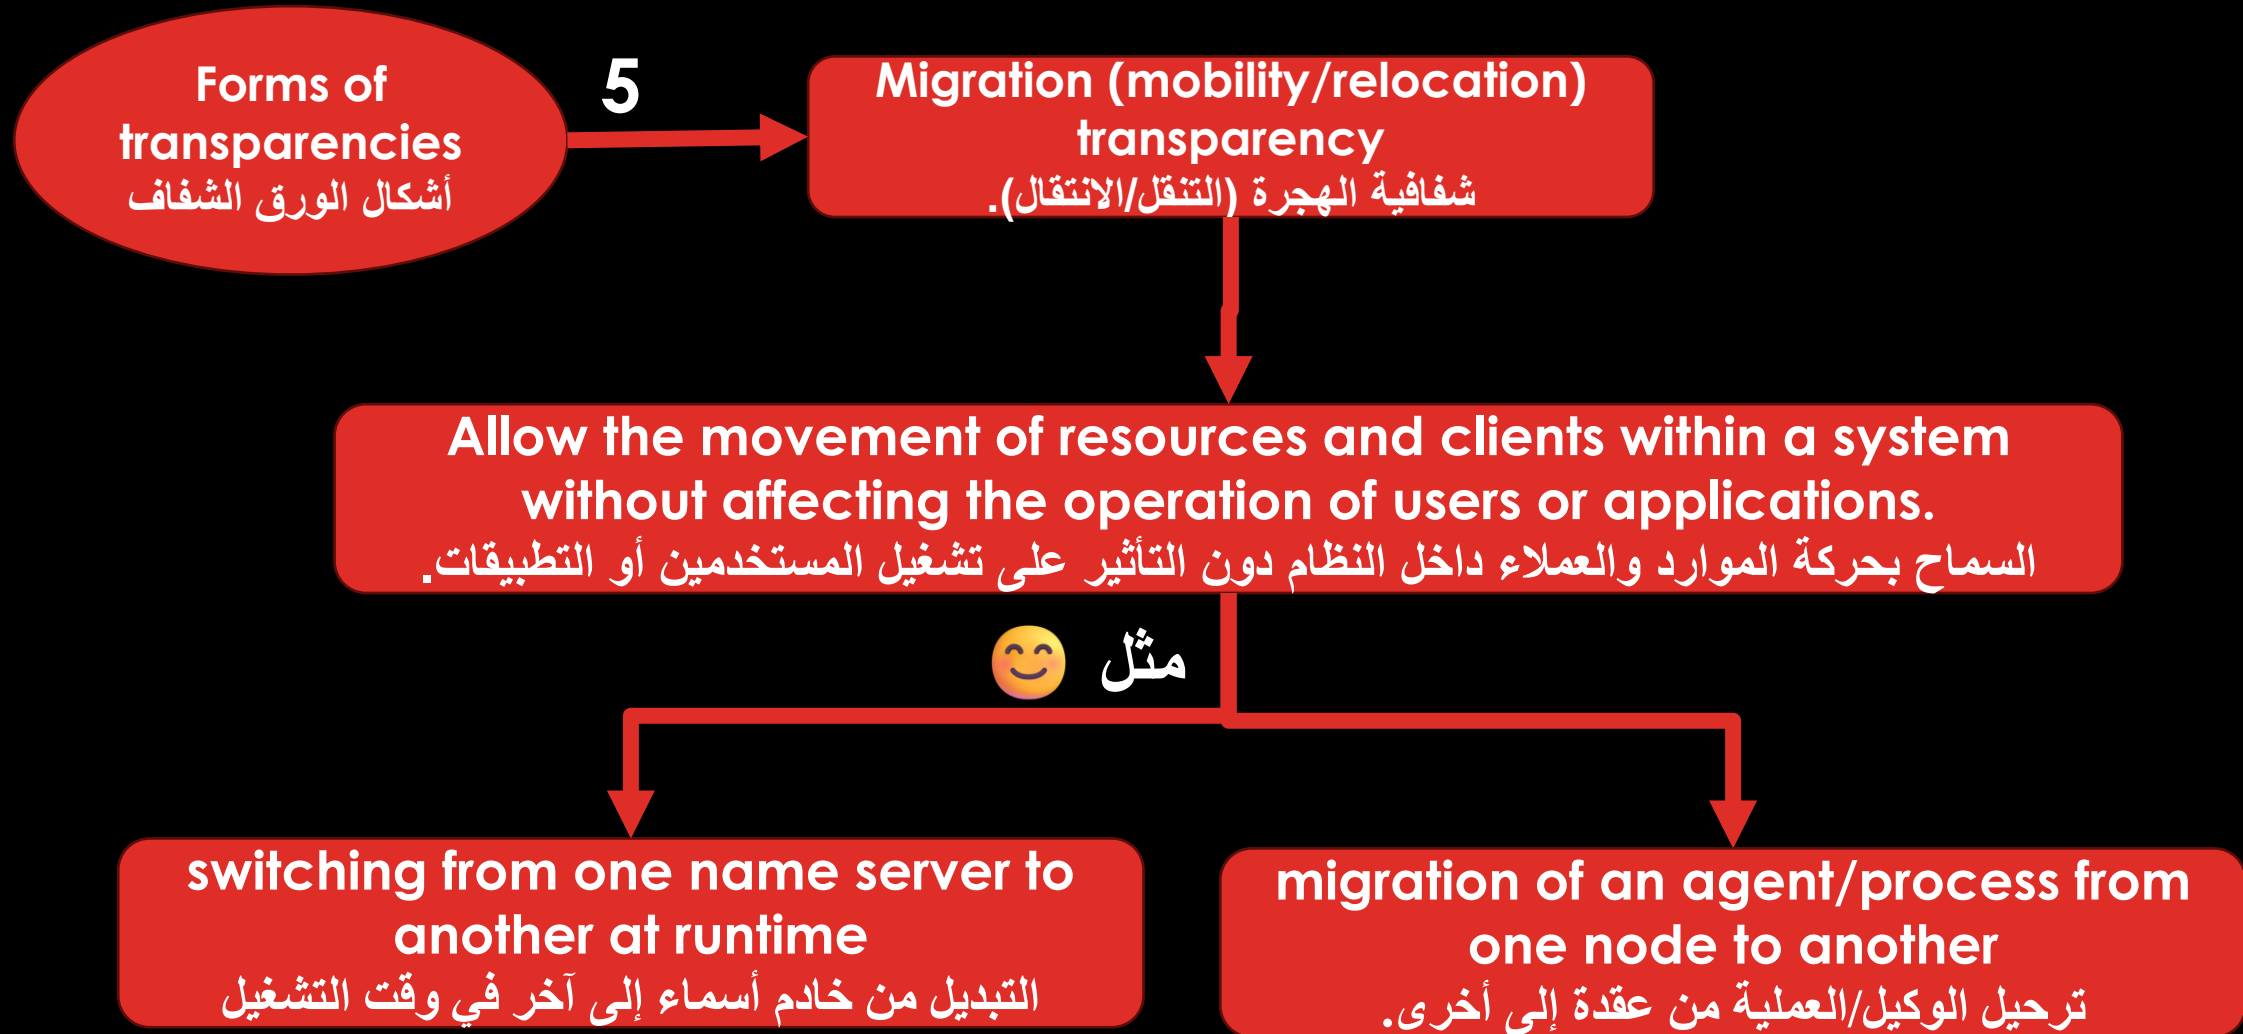 Forms of
transparencies
أشكال الورق الشفاف
5
Migration (mobility/relocation)
transparency
شفافية الهجرة (التنقل/الانتقال).
Allow the movement of resources and clients within a system
without affecting the operation of users or applications.
السماح بحركة الموارد والعملاء داخل النظام دون التأثير على تشغيل المستخدمين أو التطبيقات.
مثل 😊
switching from one name server to
another at runtime
التبديل من خادم أسماء إلى آخر في وقت التشغيل
migration of an agent/process from
one node to another
ترحيل الوكيل/العملية من عقدة إلى أخرى.